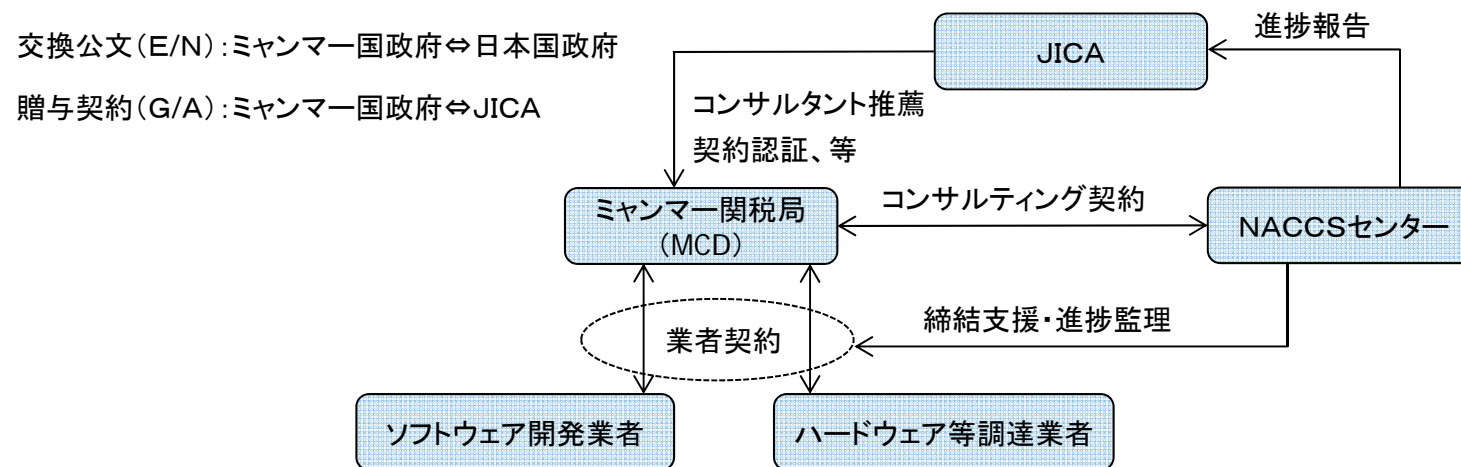 交換公文(E/N):ミャンマー国政府⇔日本国政府
贈与契約(G/A):ミャンマー国政府⇔JICA
JICA
進捗報告
コンサルタント推薦
契約認証、等
ミャンマー関税局
(MCD)
コンサルティング契約
NACCSセンター
業者契約
締結支援・進捗監理
ソフトウェア開発業者
ハードウェア等調達業者